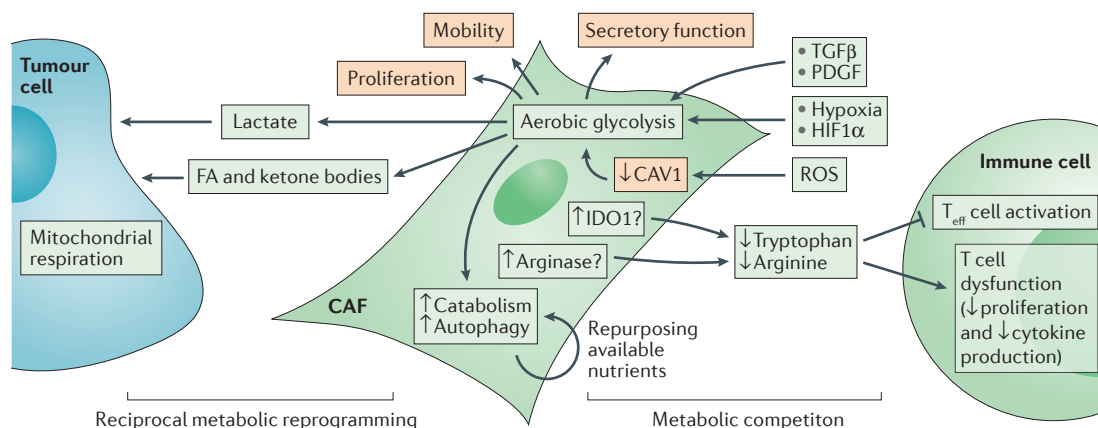 Tumour
cell
Mobility
Secretory function
• TGFβ
• PDGF
Proliferation
Lactate
Aerobic glycolysis
• Hypoxia
• HIF1α
FA and ketone bodies
↓CAV1
ROS
Immune cell
Mitochondrial
respiration
↑IDO1?
↑Arginase?
↓Tryptophan
↓Arginine
Teff cell activation
T cell
dysfunction
(↓proliferation
and ↓cytokine
production)
CAF
↑Catabolism
↑Autophagy
Repurposing
available
nutrients
Reciprocal metabolic reprogramming
Metabolic competiton